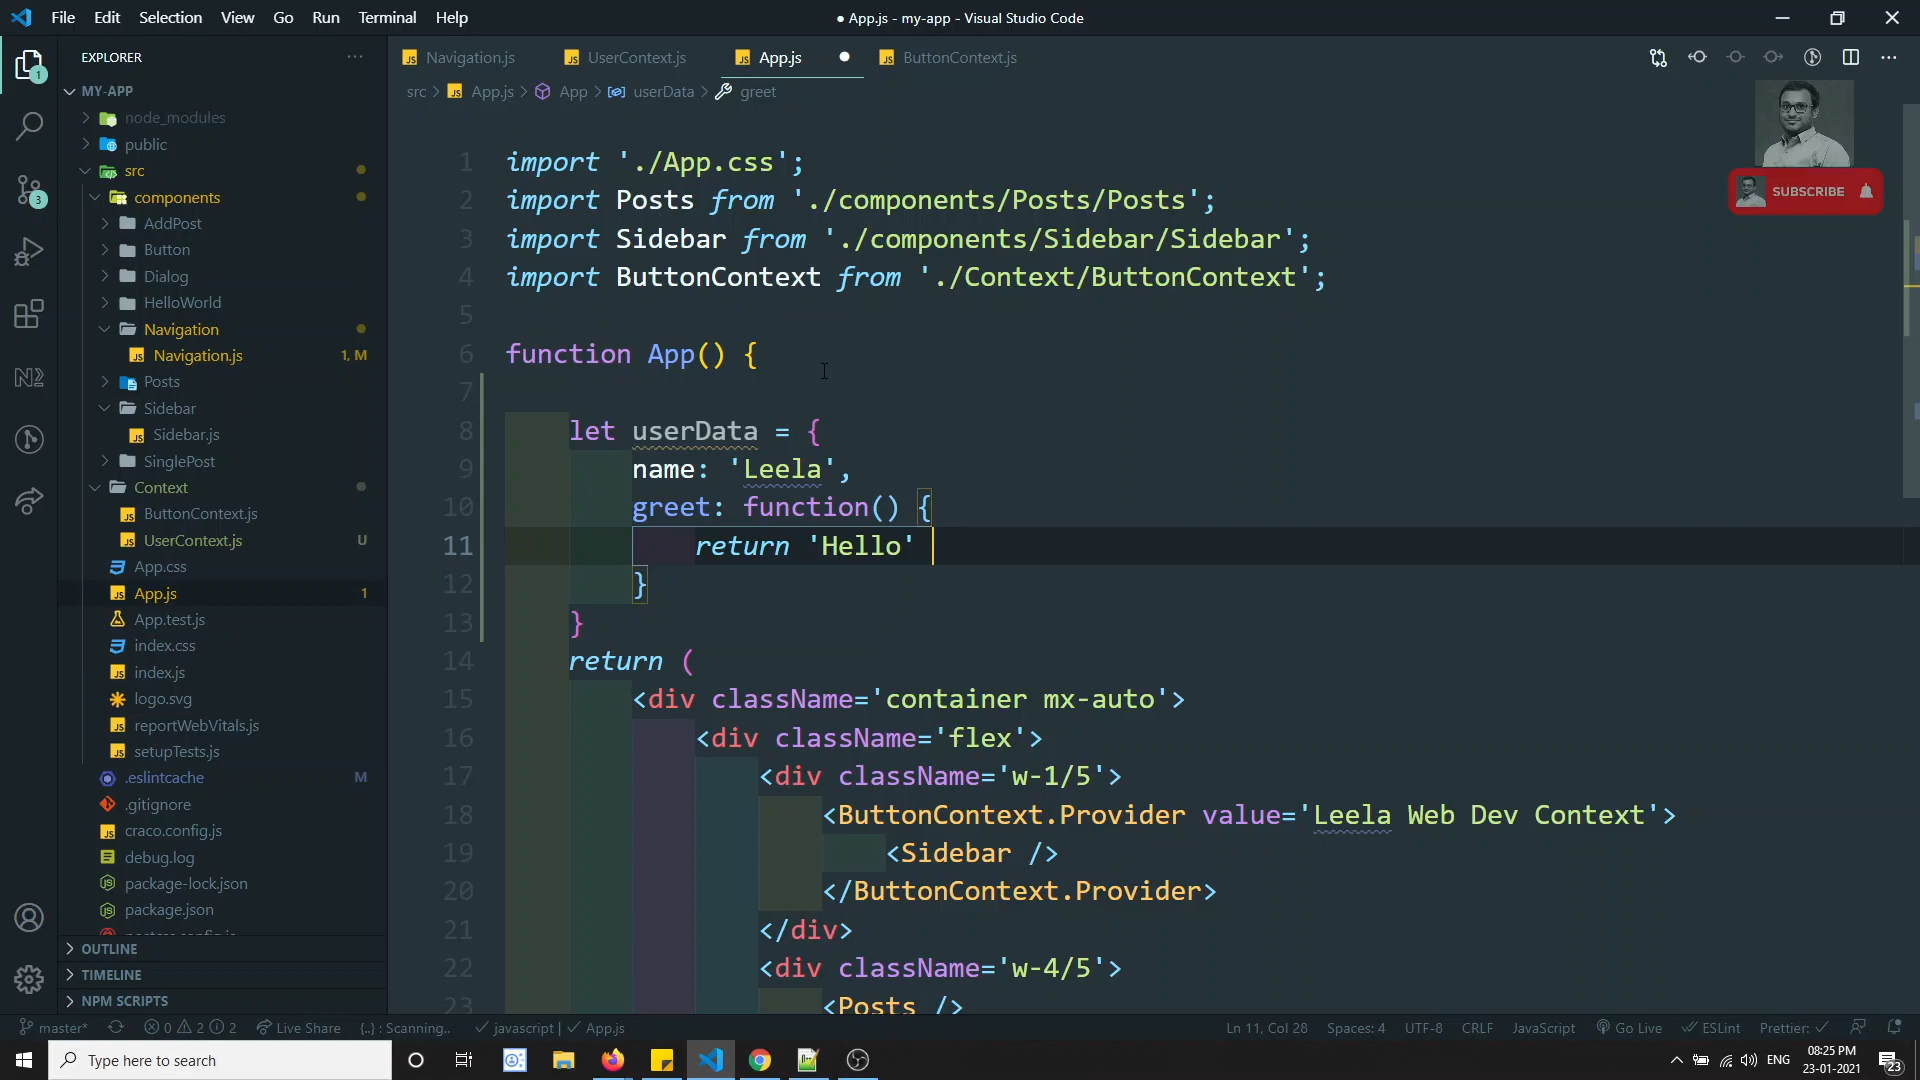 File Edit Selection View Go Run Terminal Help
● App.js - my-app - Visual Studio Code
EXPLORER
Navigation.js
UserContext.js
App.js
ButtonContext.js
src > App.js > App > userData > greet
MY-APP
node_modules
public
src
components
AddPost
Button
Dialog
HelloWorld
Navigation
Navigation.js 1, M
Posts
Sidebar
Sidebar.js
SinglePost
Context
ButtonContext.js
UserContext.js U
App.css
App.js 1
App.test.js
index.css
index.js
logo.svg
reportWebVitals.js
setupTests.js
.eslintcache M
.gitignore
craco.config.js
debug.log
package-lock.json
package.json
OUTLINE
TIMELINE
NPM SCRIPTS
1
3
SUBSCRIBE
1 import './App.css';
2 import Posts from './components/Posts/Posts';
3 import Sidebar from './components/Sidebar/Sidebar';
4 import ButtonContext from './Context/ButtonContext';
5
6 function App() {
7
8 let userData = {
9 name: 'Leela',
10 greet: function() {
11 return 'Hello'
12 }
13 }
14 return (
15 <div className='container mx-auto'>
16 <div className='flex'>
17 <div className='w-1/5'>
18 <ButtonContext.Provider value='Leela Web Dev Context'>
19 <Sidebar />
20 </ButtonContext.Provider>
21 </div>
22 <div className='w-4/5'>
23 <Posts />
master* 0 2 2 Live Share {..} : Scanning.. javascript | App.js
Ln 11, Col 28 Spaces: 4 UTF-8 CRLF JavaScript Go Live ESLint Prettier:
Type here to search
ENG
08:25 PM
23-01-2021
23